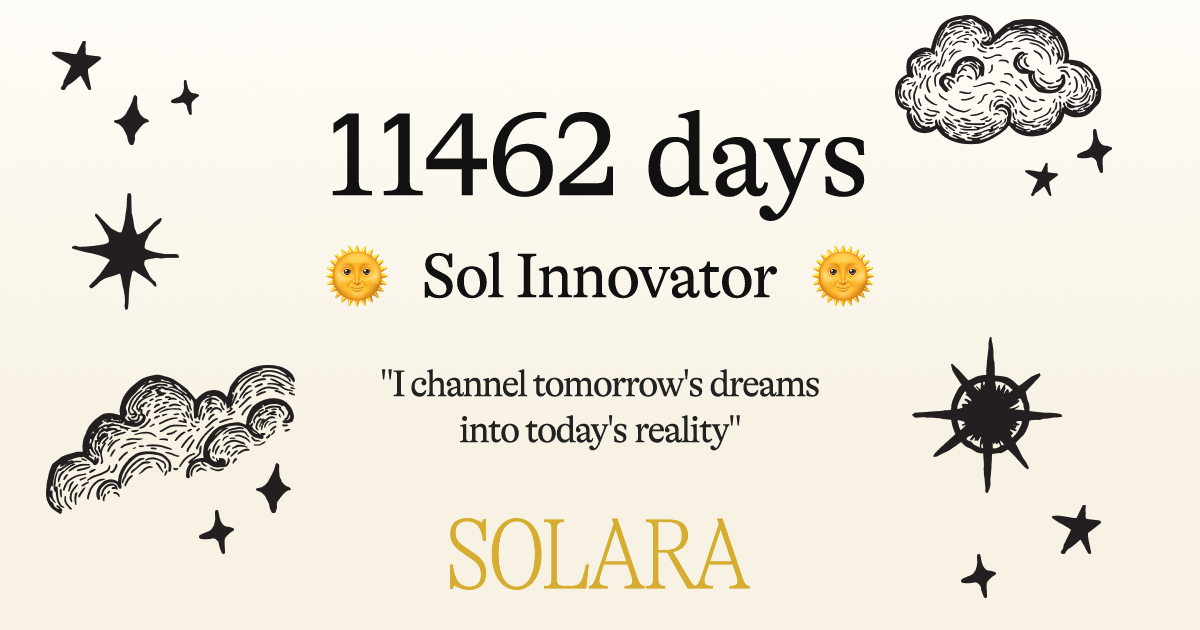 11462 days
🌞 Sol Innovator 🌞
"I channel tomorrow's dreams
into today's reality"
SOLARA